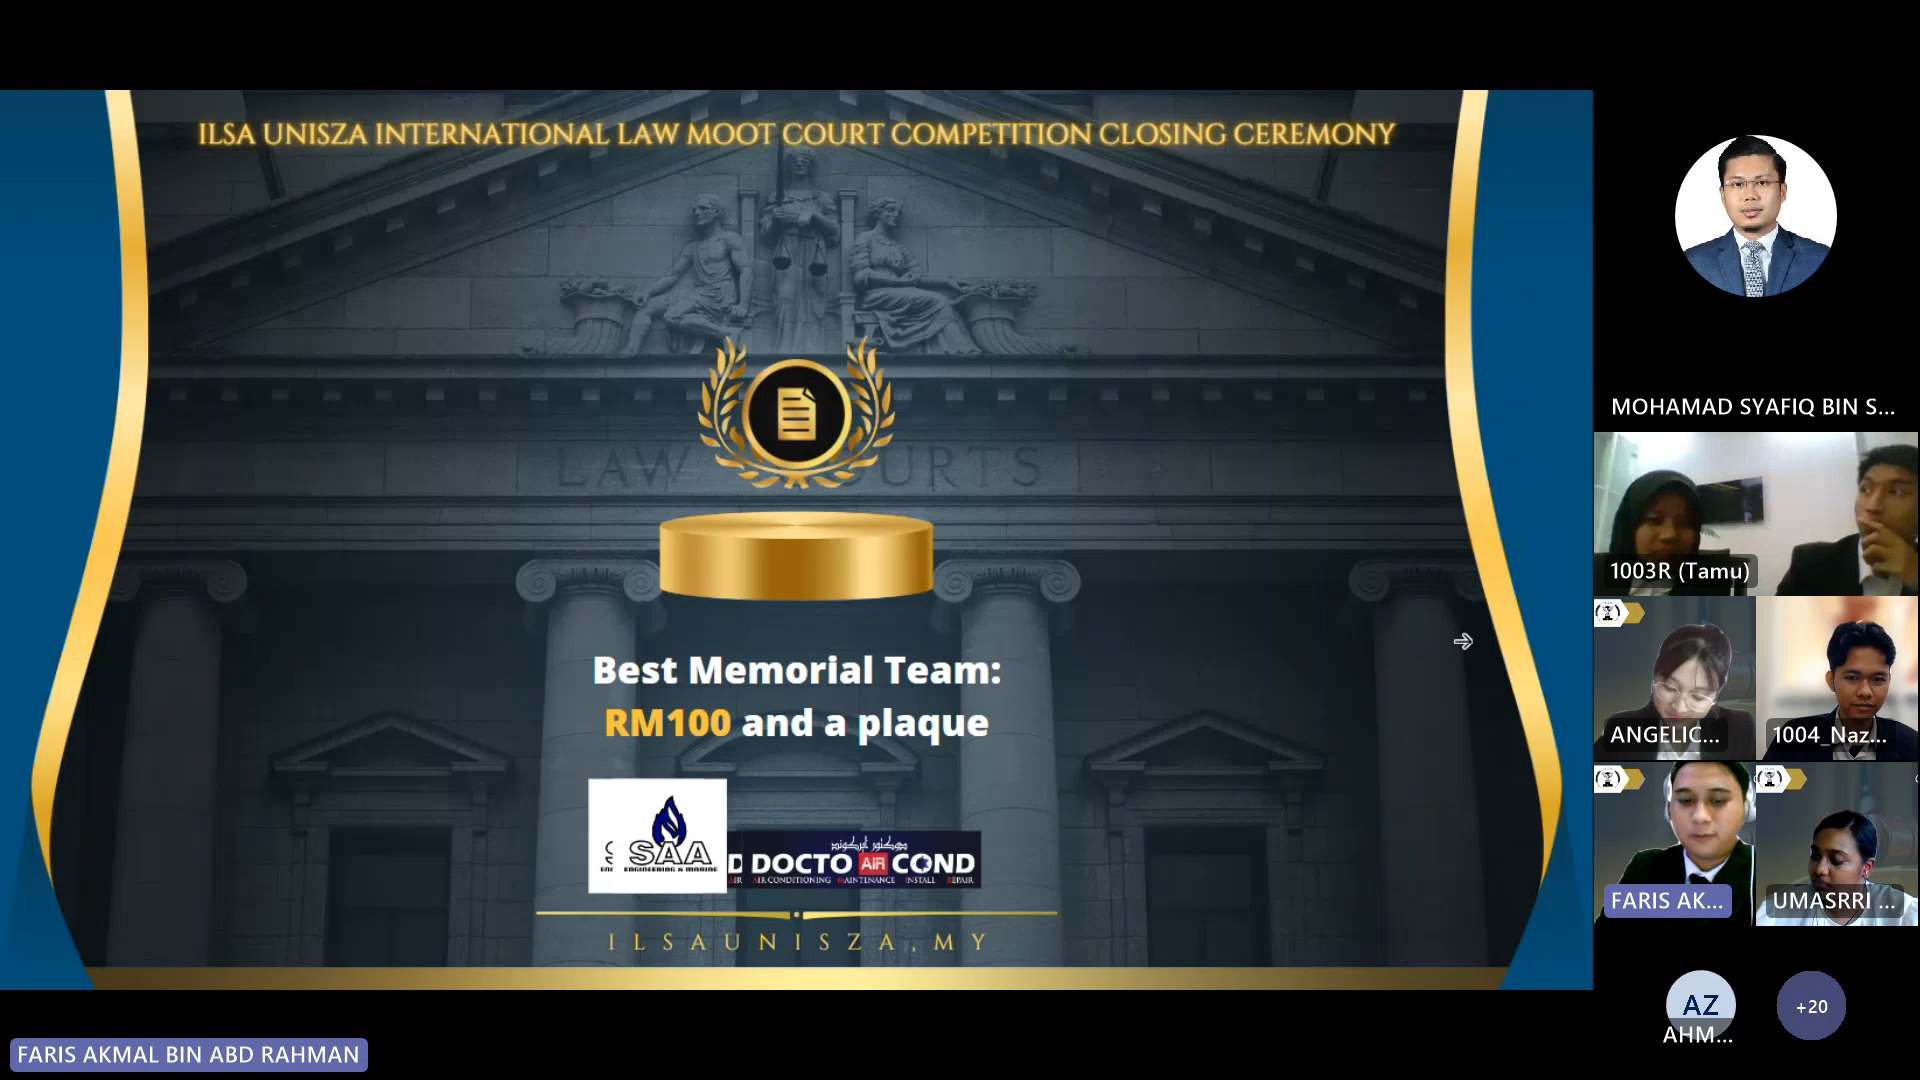 ILSA UNISZA INTERNATIONAL LAW MOOT COURT COMPETITION CLOSING CEREMONY
LAW COURTS
Best Memorial Team:
RM100 and a plaque
SAA
ENGINEERING & MARINE
DOCTO AIR COND
AIR CONDITIONING MAINTENANCE INSTALL REPAIR
ILSAUNISZA,MY
MOHAMAD SYAFIQ BIN S...
1003R (Tamu)
ANGELIC...
1004_Naz...
FARIS AK...
UMASRRI ...
AZ
AHM...
+20
FARIS AKMAL BIN ABD RAHMAN